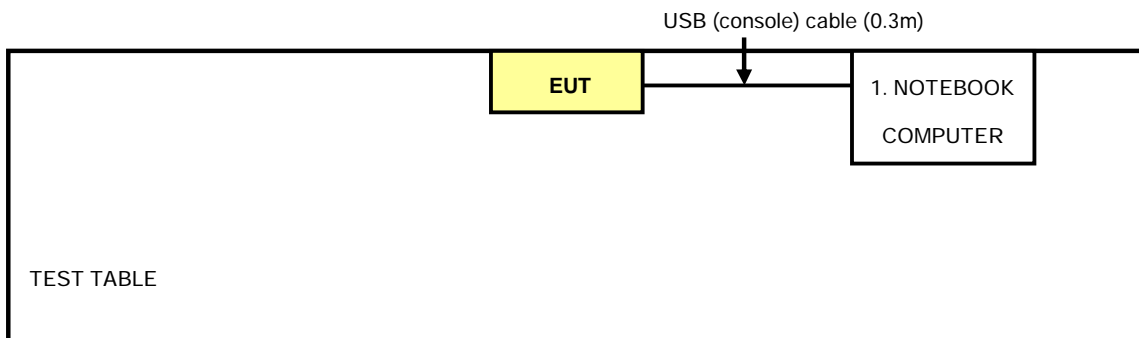 USB (console) cable (0.3m)
EUT
1. NOTEBOOK
COMPUTER
TEST TABLE